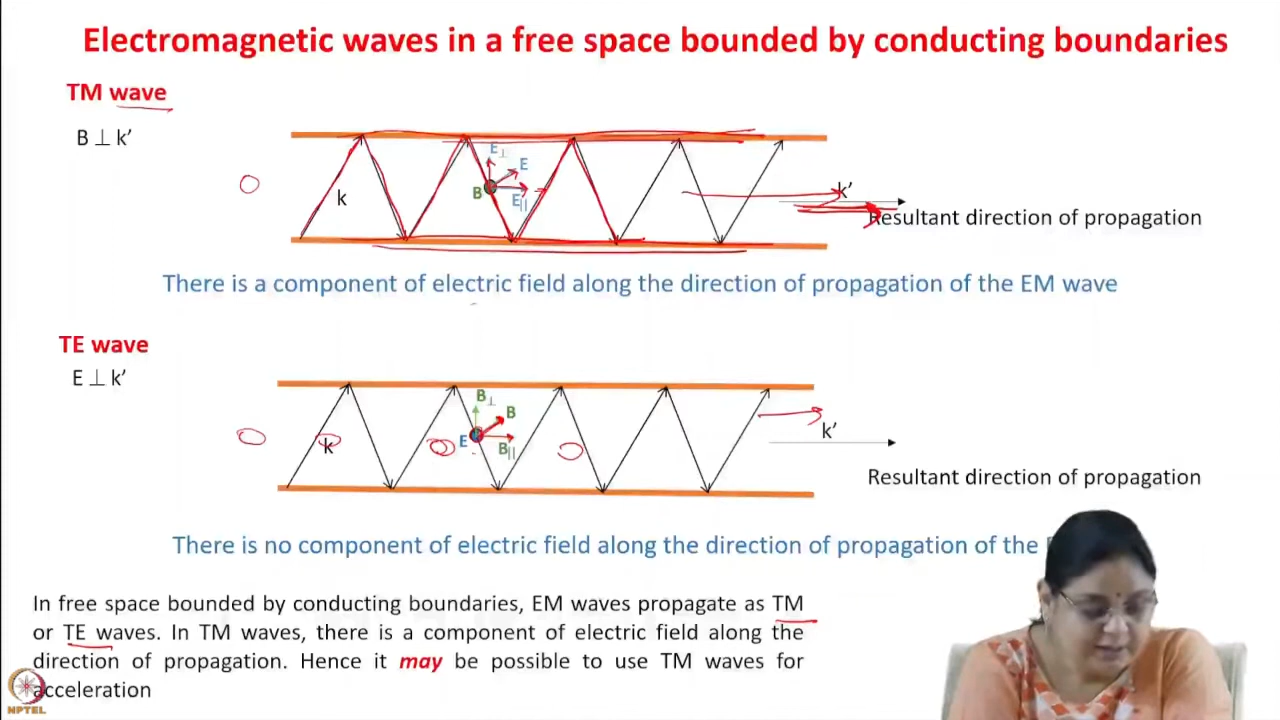 Electromagnetic waves in a free space bounded by conducting boundaries
TM wave
B ⊥ k’
k
B
E⊥
E
E||
k’
Resultant direction of propagation
There is a component of electric field along the direction of propagation of the EM wave
TE wave
E ⊥ k’
k
E
B⊥
B
B||
k’
Resultant direction of propagation
There is no component of electric field along the direction of propagation of the
In free space bounded by conducting boundaries, EM waves propagate as TM
or TE waves. In TM waves, there is a component of electric field along the
direction of propagation. Hence it may be possible to use TM waves for
acceleration
NPTEL